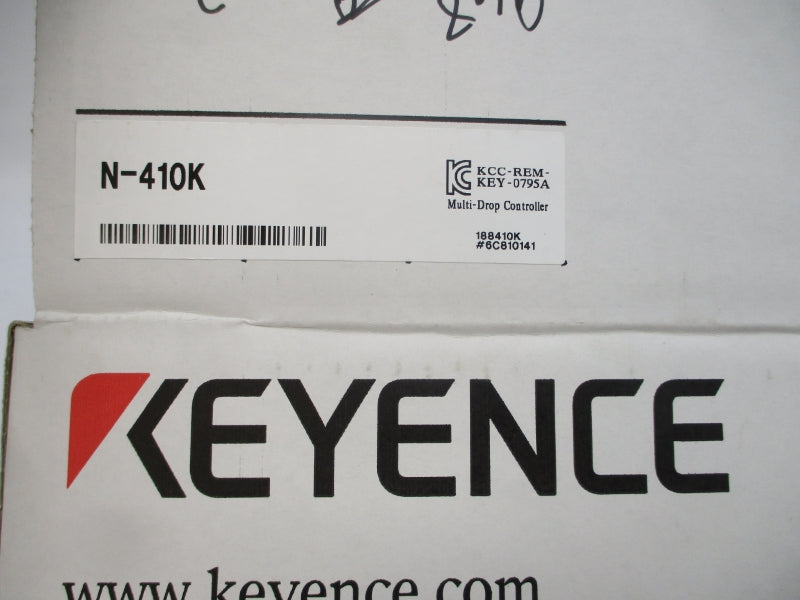 N-410K
KCC-REM-
KEY-0795A
Multi-Drop Controller
188410K
#6C810141
KEYENCE
www.keyence.com